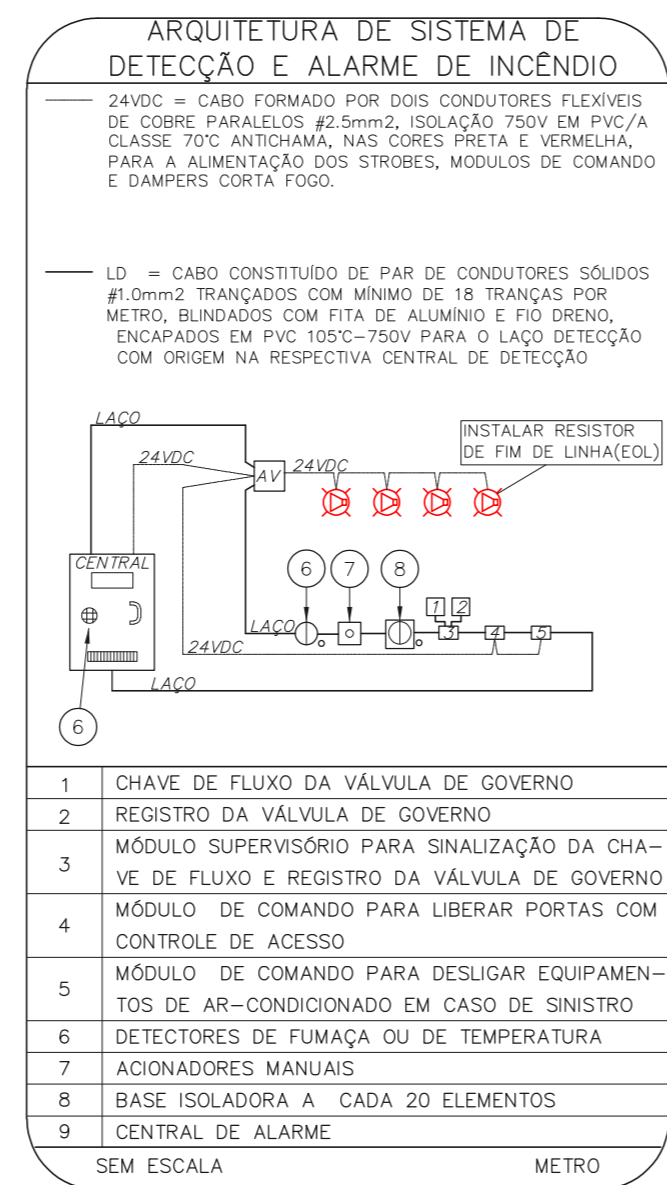 ARQUITETURA DE SISTEMA DE
DETECÇÃO E ALARME DE INCÊNDIO
24VDC = CABO FORMADO POR DOIS CONDUTORES FLEXÍVEIS
DE COBRE PARALELOS #2.5mm2, ISOLAÇÃO 750V EM PVC/A
CLASSE 70°C ANTICHAMA, NAS CORES PRETA E VERMELHA,
PARA A ALIMENTAÇÃO DOS STROBES, MODULOS DE COMANDO
E DAMPERS CORTA FOGO.
LD = CABO CONSTITUÍDO DE PAR DE CONDUTORES SÓLIDOS
#1.0mm2 TRANÇADOS COM MÍNIMO DE 18 TRANÇAS POR
METRO, BLINDADOS COM FITA DE ALUMÍNIO E FIO DRENO,
ENCAPADOS EM PVC 105°C-750V PARA O LAÇO DETECÇÃO
COM ORIGEM NA RESPECTIVA CENTRAL DE DETECÇÃO
LAÇO
INSTALAR RESISTOR
DE FIM DE LINHA(EOL)
24VDC
AV
24VDC
CENTRAL
6
7
8
1
2
LAÇO
3
4
5
24VDC
LAÇO
6
1 CHAVE DE FLUXO DA VÁLVULA DE GOVERNO
2 REGISTRO DA VÁLVULA DE GOVERNO
3 MÓDULO SUPERVISÓRIO PARA SINALIZAÇÃO DA CHA-
VE DE FLUXO E REGISTRO DA VÁLVULA DE GOVERNO
4 MÓDULO DE COMANDO PARA LIBERAR PORTAS COM
CONTROLE DE ACESSO
5 MÓDULO DE COMANDO PARA DESLIGAR EQUIPAMEN-
TOS DE AR-CONDICIONADO EM CASO DE SINISTRO
6 DETECTORES DE FUMAÇA OU DE TEMPERATURA
7 ACIONADORES MANUAIS
8 BASE ISOLADORA A CADA 20 ELEMENTOS
9 CENTRAL DE ALARME
SEM ESCALA METRO